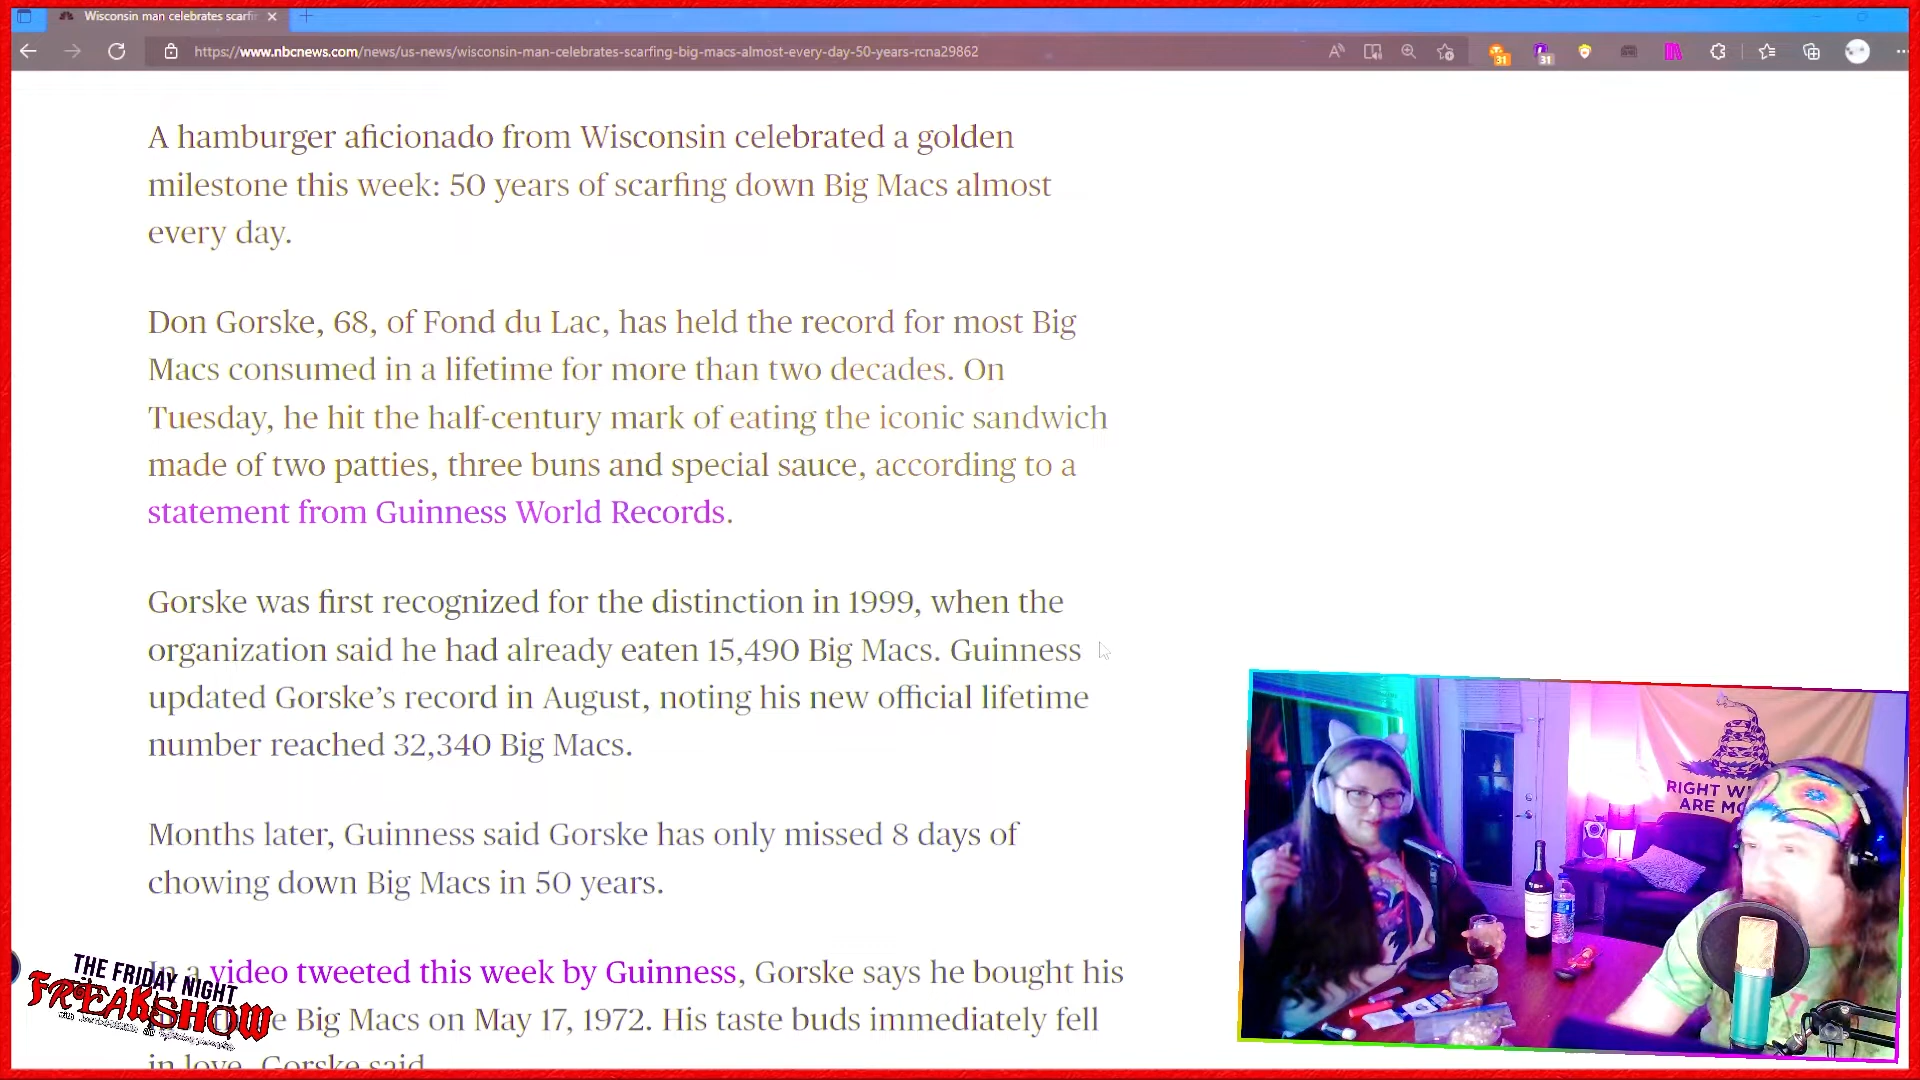 Wisconsin man celebrates scarfin
https://www.nbcnews.com/news/us-news/wisconsin-man-celebrates-scarfing-big-macs-almost-every-day-50-years-rcna29862
31
31
A hamburger aficionado from Wisconsin celebrated a golden
milestone this week: 50 years of scarfing down Big Macs almost
every day.
Don Gorske, 68, of Fond du Lac, has held the record for most Big
Macs consumed in a lifetime for more than two decades. On
Tuesday, he hit the half-century mark of eating the iconic sandwich
made of two patties, three buns and special sauce, according to a
statement from Guinness World Records.
Gorske was first recognized for the distinction in 1999, when the
organization said he had already eaten 15,490 Big Macs. Guinness
updated Gorske's record in August, noting his new official lifetime
number reached 32,340 Big Macs.
Months later, Guinness said Gorske has only missed 8 days of
chowing down Big Macs in 50 years.
In a video tweeted this week by Guinness, Gorske says he bought his
e Big Macs on May 17, 1972. His taste buds immediately fell
in love, Gorske said
THE FRIDAY NIGHT
FREAKSHOW
RIGHT W
ARE MO